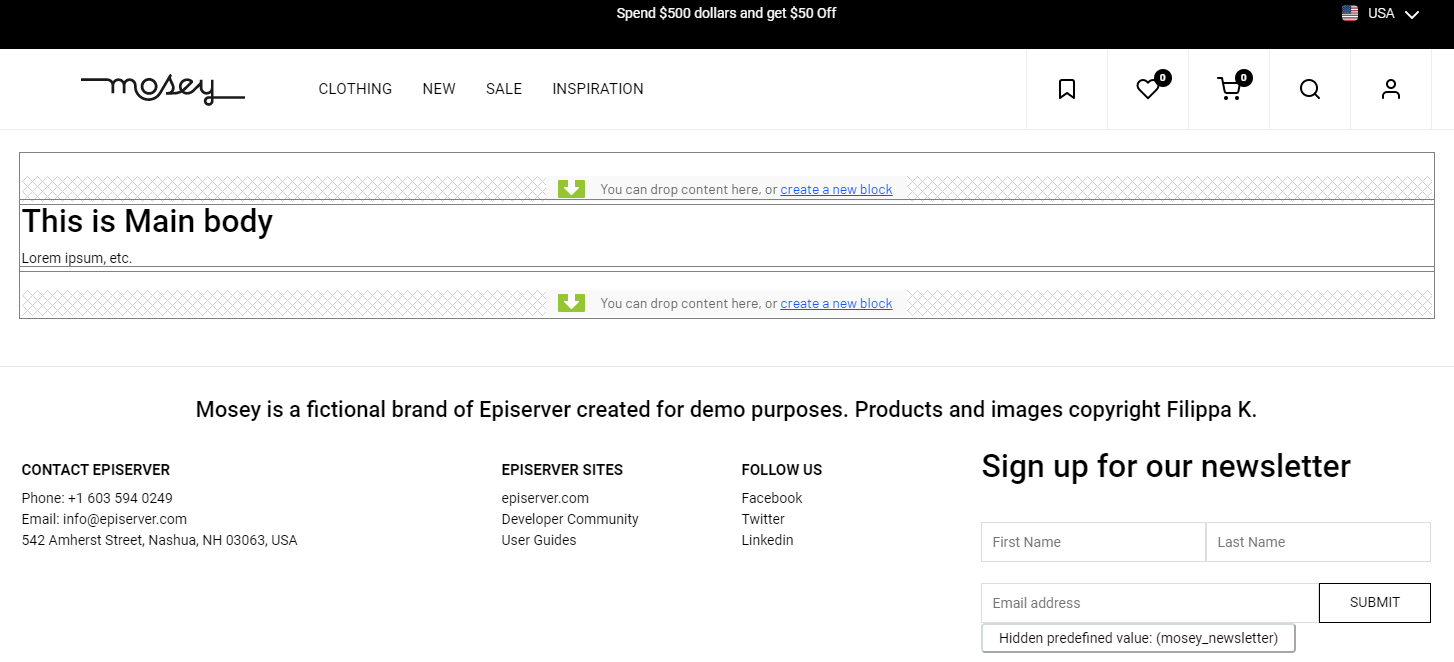 Spend $500 dollars and get $50 Off
USA
mosey
CLOTHING NEW SALE INSPIRATION
0
0
You can drop content here, or create a new block
This is Main body
Lorem ipsum, etc.
You can drop content here, or create a new block
Mosey is a fictional brand of Episerver created for demo purposes. Products and images copyright Filippa K.
CONTACT EPISERVER
Phone: +1 603 594 0249
Email: info@episerver.com
542 Amherst Street, Nashua, NH 03063, USA
EPISERVER SITES
episerver.com
Developer Community
User Guides
FOLLOW US
Facebook
Twitter
Linkedin
Sign up for our newsletter
First Name
Last Name
Email address
SUBMIT
Hidden predefined value: (mosey_newsletter)